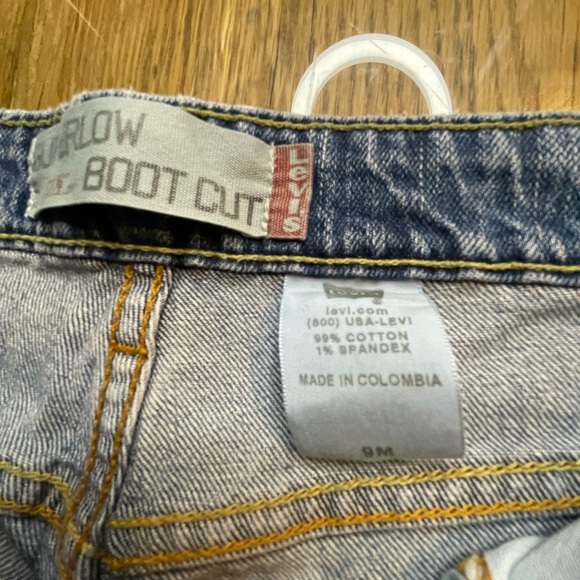 BOOT CUT
Levi's
levi.com
(800) USA-LEVI
99% COTTON
1% SPANDEX
MADE IN COLOMBIA
9M